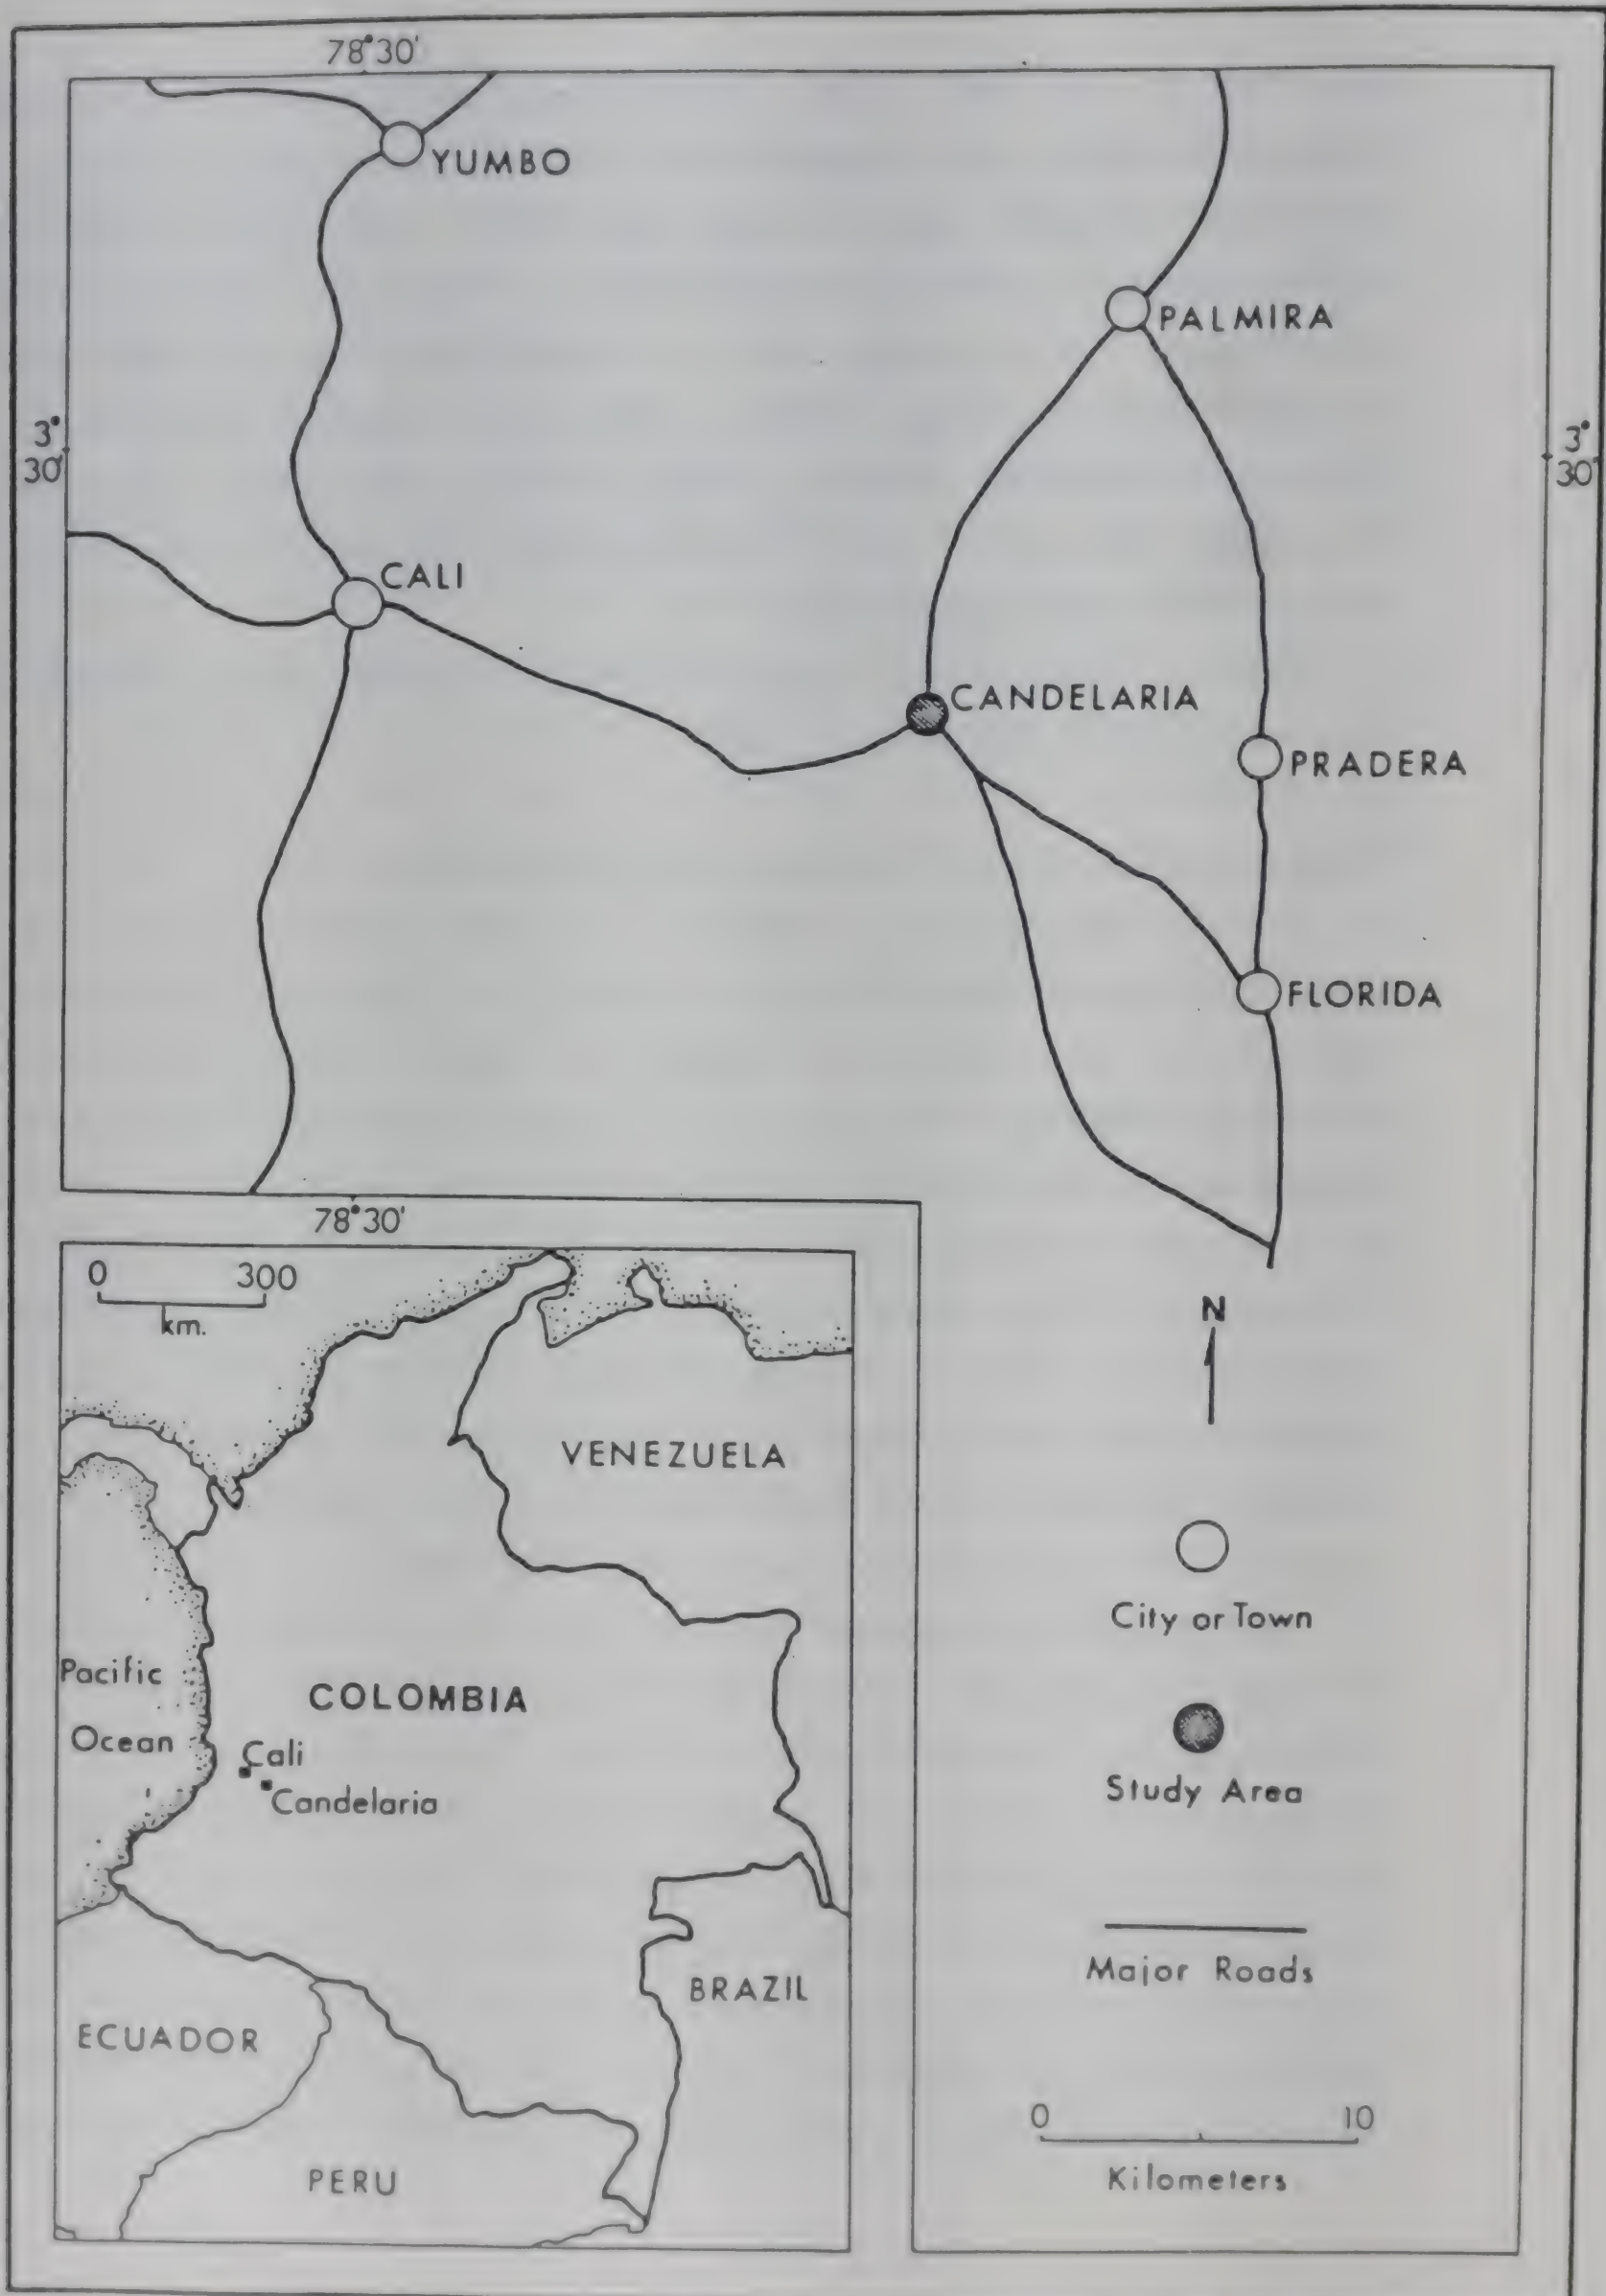 78°30'
YUMBO
PALMIRA
3°
30'
3°
30'
CALI
CANDELARIA
PRADERA
FLORIDA
78°30'
0 300
km.
N
VENEZUELA
City or Town
Pacific
COLOMBIA
Ocean
Cali
Study Area
Candelaria
Major Roads
BRAZIL
ECUADOR
0 10
PERU
Kilometers